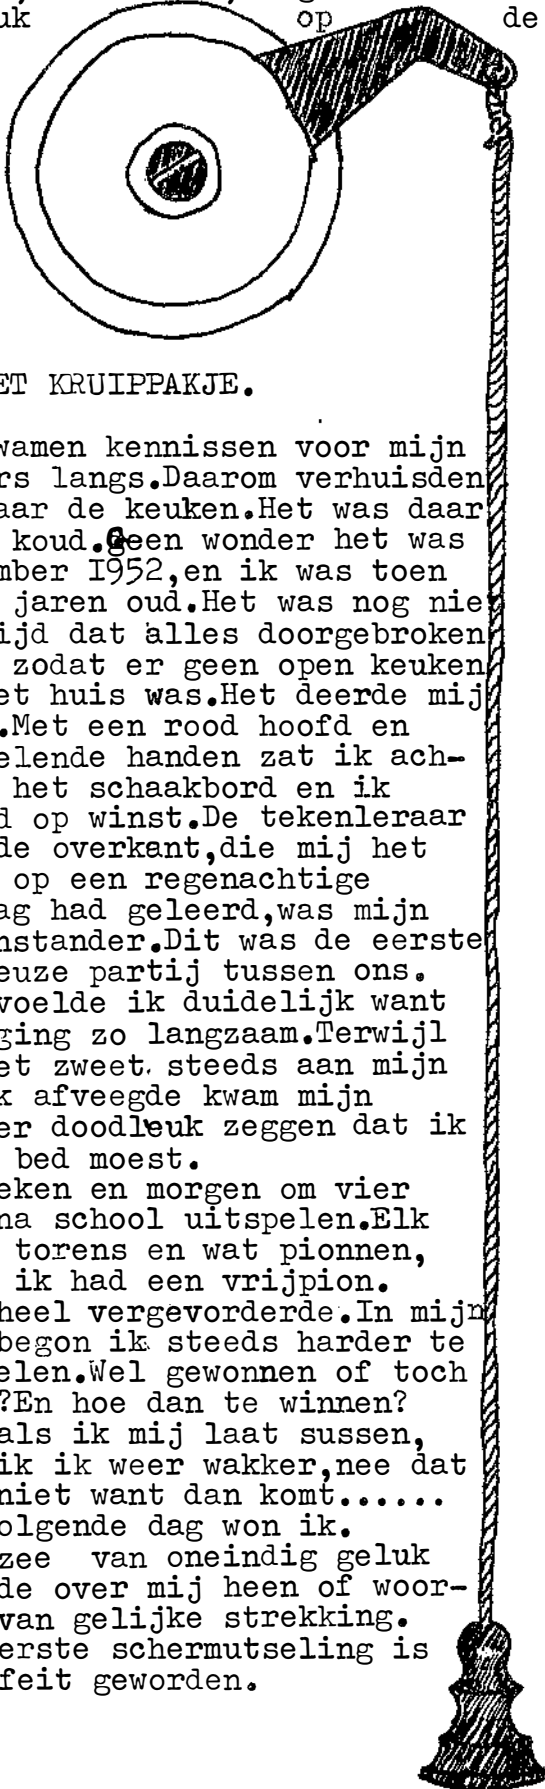 uk op de
ET KRUIPPAKJE.
wamen kennissen voor mijn
rs langs.Daarom verhuisden
aar de keuken.Het was daar
koud.Geen wonder het was
mber I952,en ik was toen
jaren oud.Het was nog nie
ijd dat alles doorgebroken
zodat er geen open keuken
et huis was.Het deerde mij
.Met een rood hoofd en
elende handen zat ik ach-
het schaakbord en ik
d op winst.De tekenleraar
de overkant,die mij het
op een regenachtige
ag had geleerd,was mijn
nstander.Dit was de eerste
euze partij tussen ons.
voelde ik duidelijk want
ging zo langzaam.Terwijl
et zweet steeds aan mijn
k afveegde kwam mijn
er doodleuk zeggen dat ik
bed moest.
eken en morgen om vier
na school uitspelen.Elk
torens en wat pionnen,
ik had een vrijpion.
heel vergevorderde.In mijn
begon ik steeds harder te
elen.Wel gewonnen of toch
?En hoe dan te winnen?
als ik mij laat sussen,
ik ik weer wakker,nee dat
niet want dan komt......
olgende dag won ik.
zee van oneindig geluk
de over mij heen of woor-
van gelijke strekking.
erste schermutseling is
feit geworden.